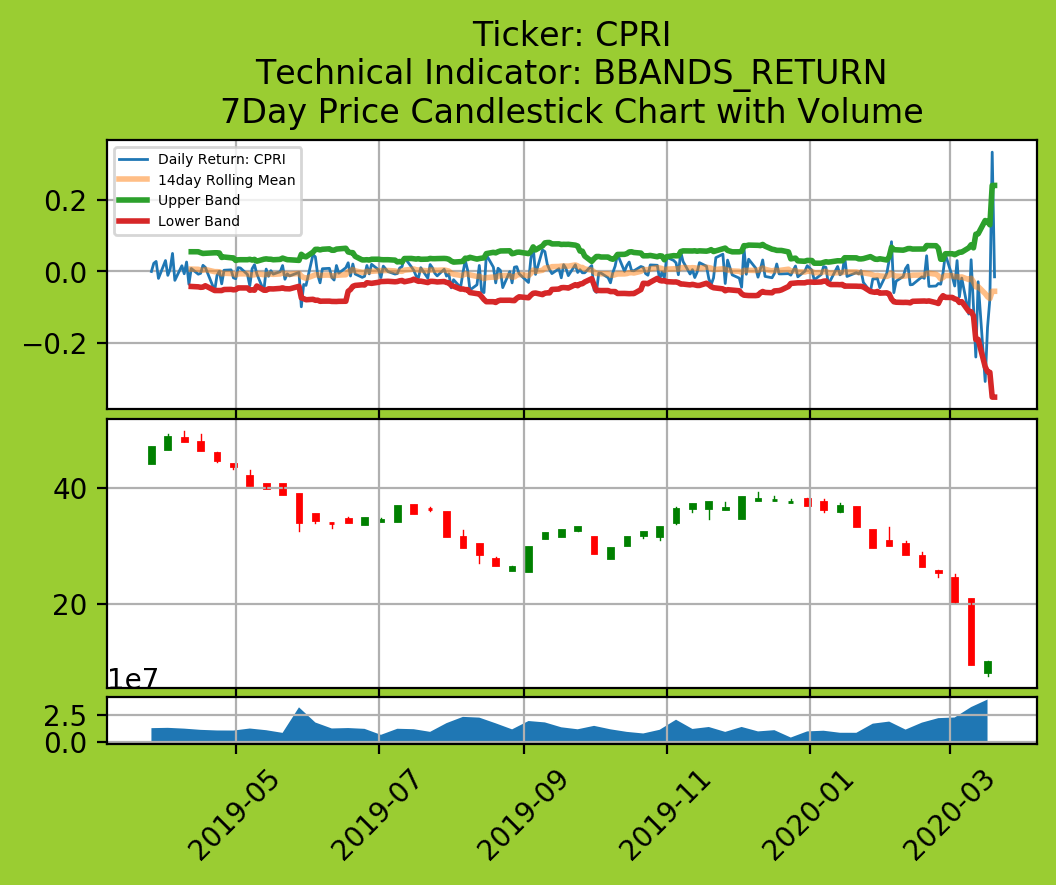 Ticker: CPRI
Technical Indicator: BBANDS_RETURN
7Day Price Candlestick Chart with Volume
Daily Return: CPRI
14day Rolling Mean
Upper Band
Lower Band
0.2
0.0
−0.2
40
20
1e7
2.5
0.0
2019-05
2019-07
2019-09
2019-11
2020-01
2020-03